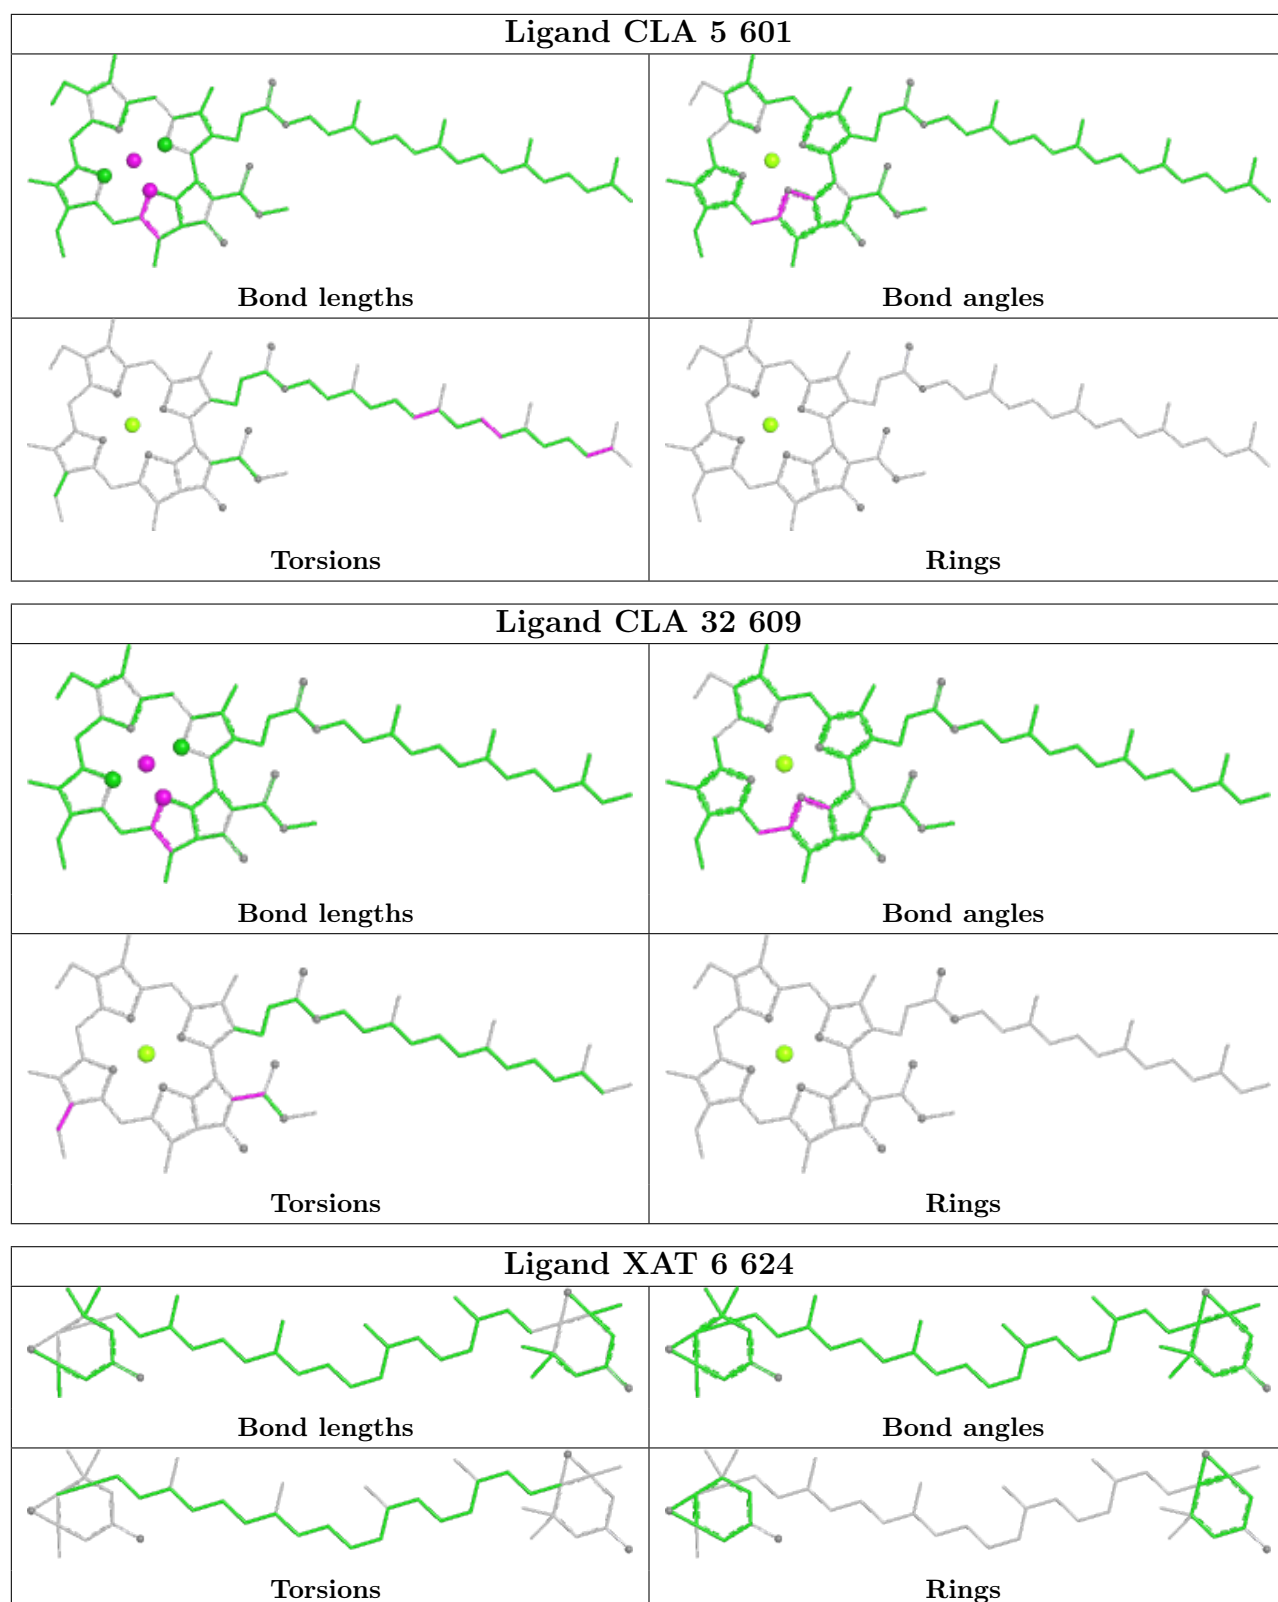 Ligand CLA 5 601
Bond lengths
Bond angles
Torsions
Rings
Ligand CLA 32 609
Bond lengths
Bond angles
Torsions
Rings
Ligand XAT 6 624
Bond lengths
Bond angles
Torsions
Rings